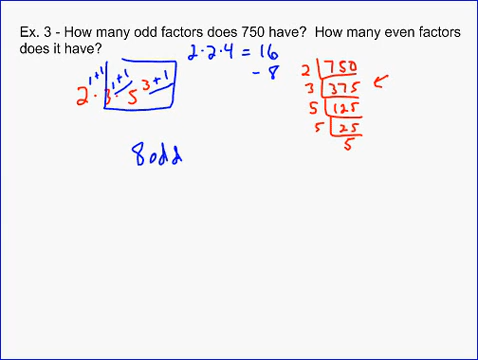 Ex. 3 - How many odd factors does 750 have? How many even factors
does it have?
2 · 2 · 4 = 16
- 8
1+1 1+1 3+1
2 · 3 · 5
8 odd
2 750
3 375
5 125
5 25
5